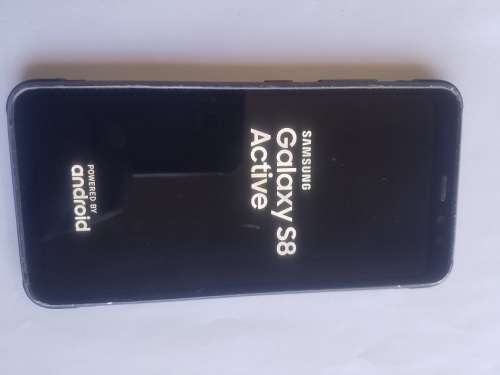 SAMSUNG
Galaxy S8
Active
POWERED BY
android